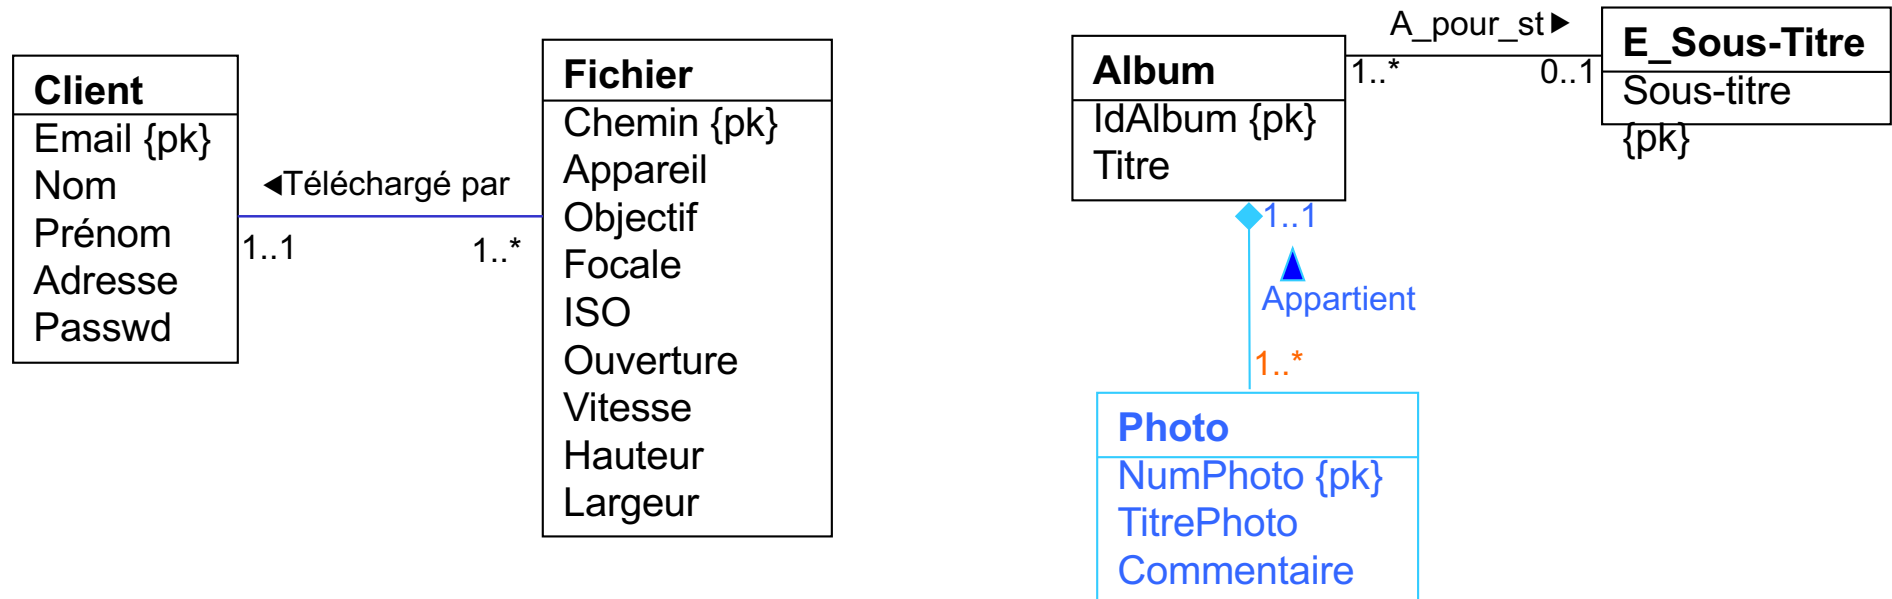 Client
Email {pk}
Nom
Prénom
Adresse
Passwd
◀Téléchargé par
1..1
1..*
Fichier
Chemin {pk}
Appareil
Objectif
Focale
ISO
Ouverture
Vitesse
Hauteur
Largeur
Album
IdAlbum {pk}
Titre
A_pour_st▶
1..*
0..1
E_Sous-Titre
Sous-titre
{pk}
1..1
Appartient
1..*
Photo
NumPhoto {pk}
TitrePhoto
Commentaire